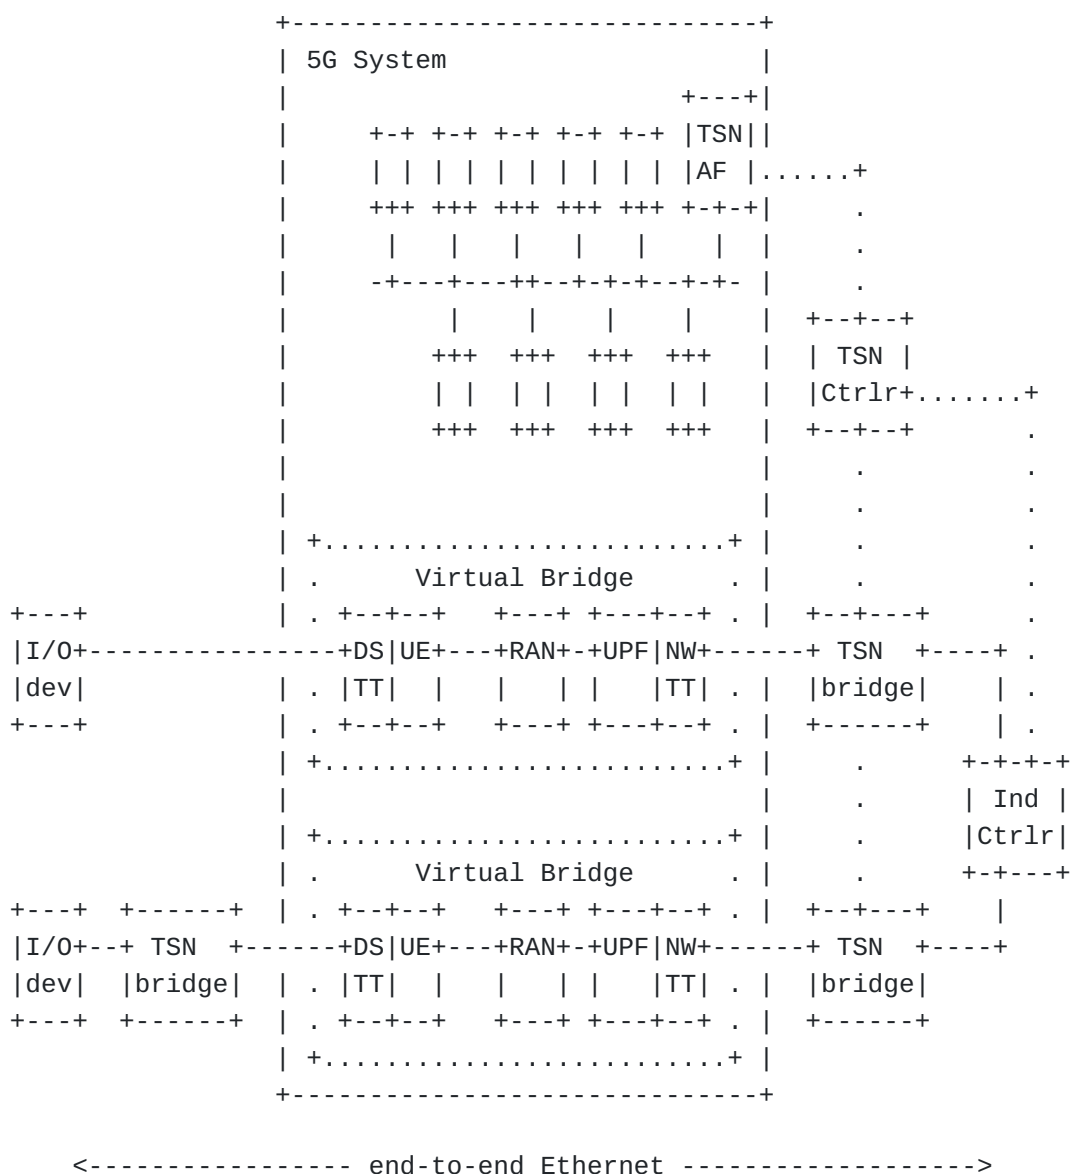 +------------------------------+
                 | 5G System                    |
                 |                         +---+|
                 |     +-+ +-+ +-+ +-+ +-+ |TSN||
                 |     | | | | | | | | | | |AF |......+
                 |     +++ +++ +++ +++ +++ +-+-+|     .
                 |      |   |   |   |   |    |  |     .
                 |     -+---+---++--+-+-+--+-+- |     .
                 |          |    |    |    |    |  +--+--+
                 |         +++  +++  +++  +++   |  | TSN |
                 |         | |  | |  | |  | |   |  |Ctrlr+.......+
                 |         +++  +++  +++  +++   |  +--+--+       .
                 |                              |     .          .
                 |                              |     .          .
                 | +..........................+ |     .          .
                 | .      Virtual Bridge      . |     .          .
+---+            | . +--+--+   +---+ +---+--+ . |  +--+---+      .
|I/O+----------------+DS|UE+---+RAN+-+UPF|NW+------+ TSN  +----+ .
|dev|            | . |TT|  |   |   | |   |TT| . |  |bridge|    | .
+---+            | . +--+--+   +---+ +---+--+ . |  +------+    | .
                 | +..........................+ |     .      +-+-+-+
                 |                              |     .      | Ind |
                 | +..........................+ |     .      |Ctrlr|
                 | .      Virtual Bridge      . |     .      +-+---+
+---+  +------+  | . +--+--+   +---+ +---+--+ . |  +--+---+    |
|I/O+--+ TSN  +------+DS|UE+---+RAN+-+UPF|NW+------+ TSN  +----+
|dev|  |bridge|  | . |TT|  |   |   | |   |TT| . |  |bridge|
+---+  +------+  | . +--+--+   +---+ +---+--+ . |  +------+
                 | +..........................+ |
                 +------------------------------+

    <----------------- end-to-end Ethernet ------------------->